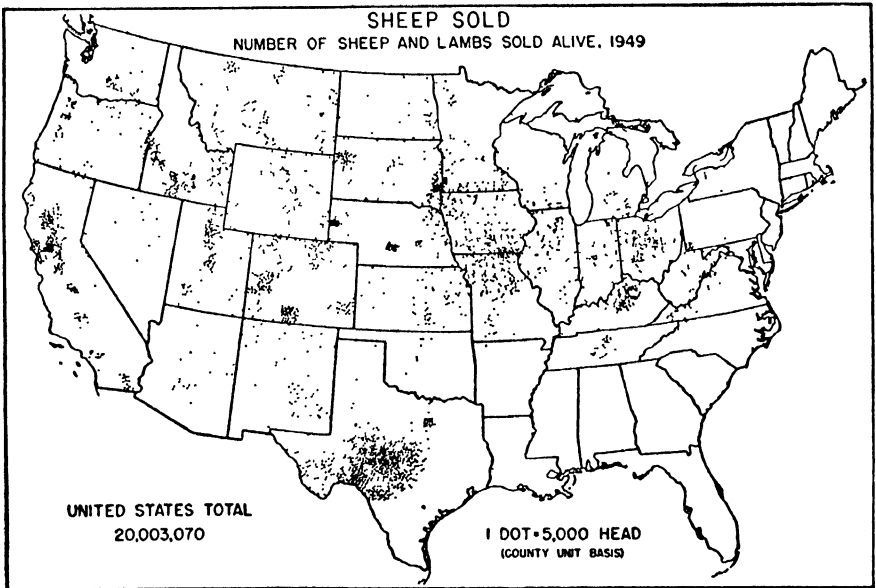 SHEEP SOLD
NUMBER OF SHEEP AND LAMBS SOLD ALIVE, 1949
UNITED STATES TOTAL
20,003,070
1 DOT=5,000 HEAD
(COUNTY UNIT BASIS)